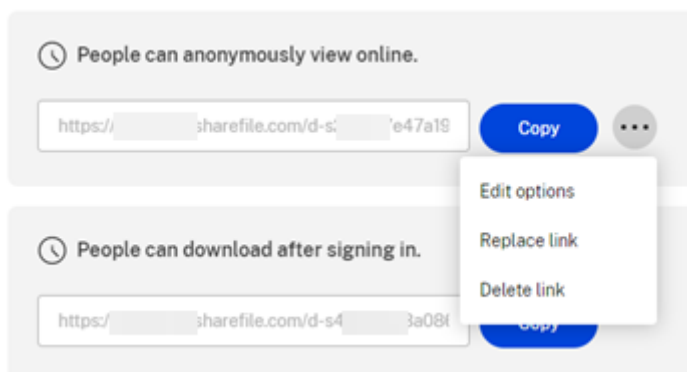 People can anonymously view online.
https:/ sharefile.com/d-s e47a19
Copy
Edit options
Replace link
Delete link
People can download after signing in.
https:/ sharefile.com/d-s4 3a08
Copy